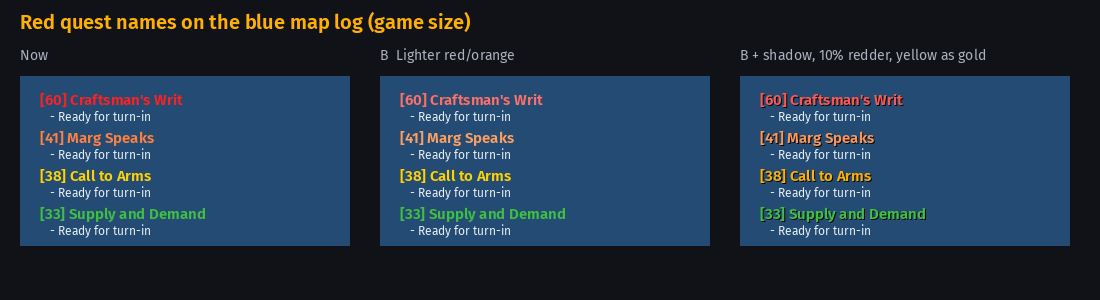 Red quest names on the blue map log (game size)
Now
[60] Craftsman's Writ
- Ready for turn-in
[41] Marg Speaks
- Ready for turn-in
[38] Call to Arms
- Ready for turn-in
[33] Supply and Demand
- Ready for turn-in
B Lighter red/orange
[60] Craftsman's Writ
- Ready for turn-in
[41] Marg Speaks
- Ready for turn-in
[38] Call to Arms
- Ready for turn-in
[33] Supply and Demand
- Ready for turn-in
B + shadow, 10% redder, yellow as gold
[60] Craftsman's Writ
- Ready for turn-in
[41] Marg Speaks
- Ready for turn-in
[38] Call to Arms
- Ready for turn-in
[33] Supply and Demand
- Ready for turn-in